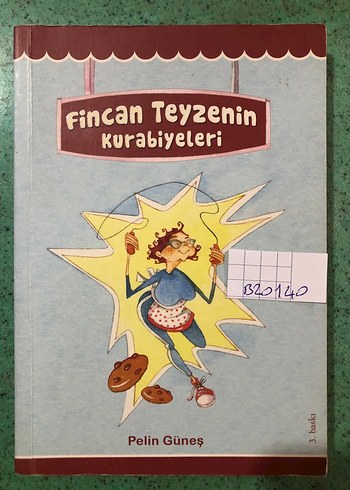 Fincan Teyzenin
Kurabiyeleri
B20140
Pelin Güneş
3. baskı